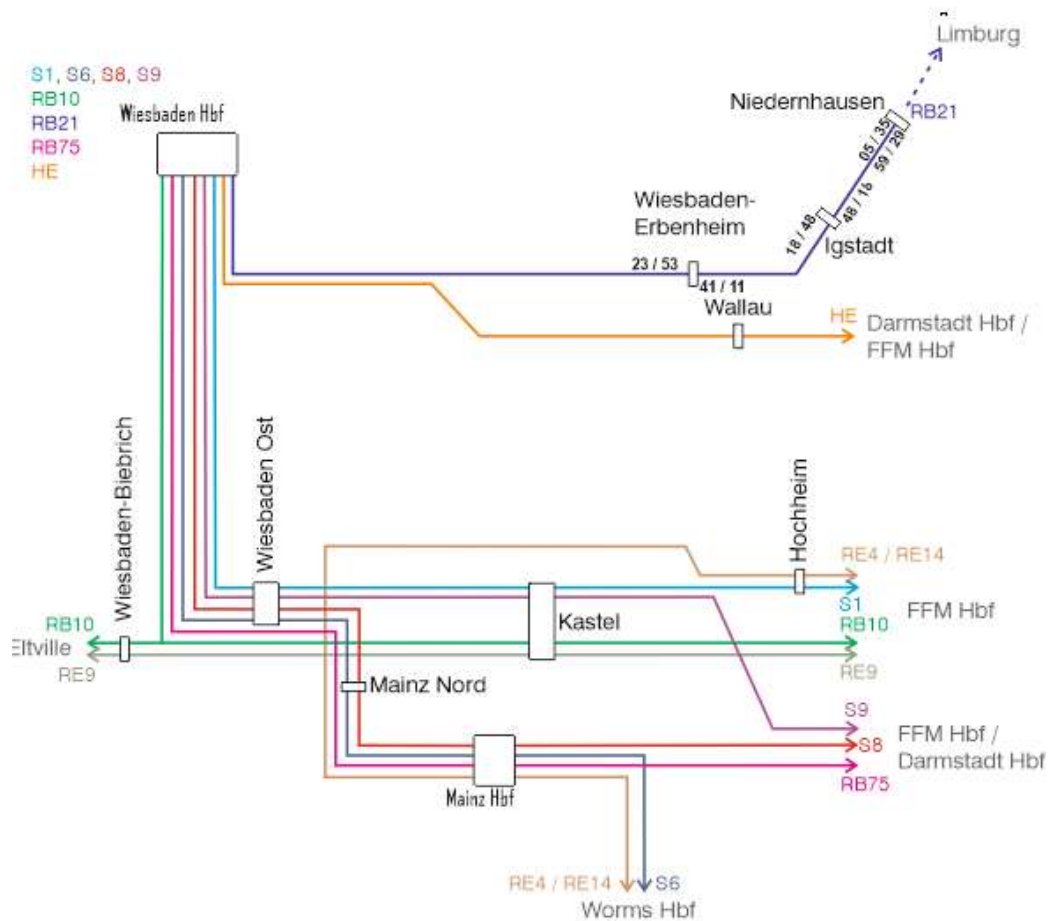 Limburg
S1, S6, S8, S9
RB10
RB21
RB75
HE
Wiesbaden Hbf
Niedernhausen
RB21
05 / 35
59 / 29
Wiesbaden-
Erbenheim
18 / 48
48 / 16
Igstadt
23 / 53
41 / 11
Wallau
HE
Darmstadt Hbf /
FFM Hbf
Wiesbaden-Biebrich
Wiesbaden Ost
Hochheim
RE4 / RE14
S1
FFM Hbf
RB10
Eltville
RE9
Kastel
RB10
RE9
Mainz Nord
S9
FFM Hbf /
S8
Darmstadt Hbf
RB75
Mainz Hbf
RE4 / RE14
S6
Worms Hbf